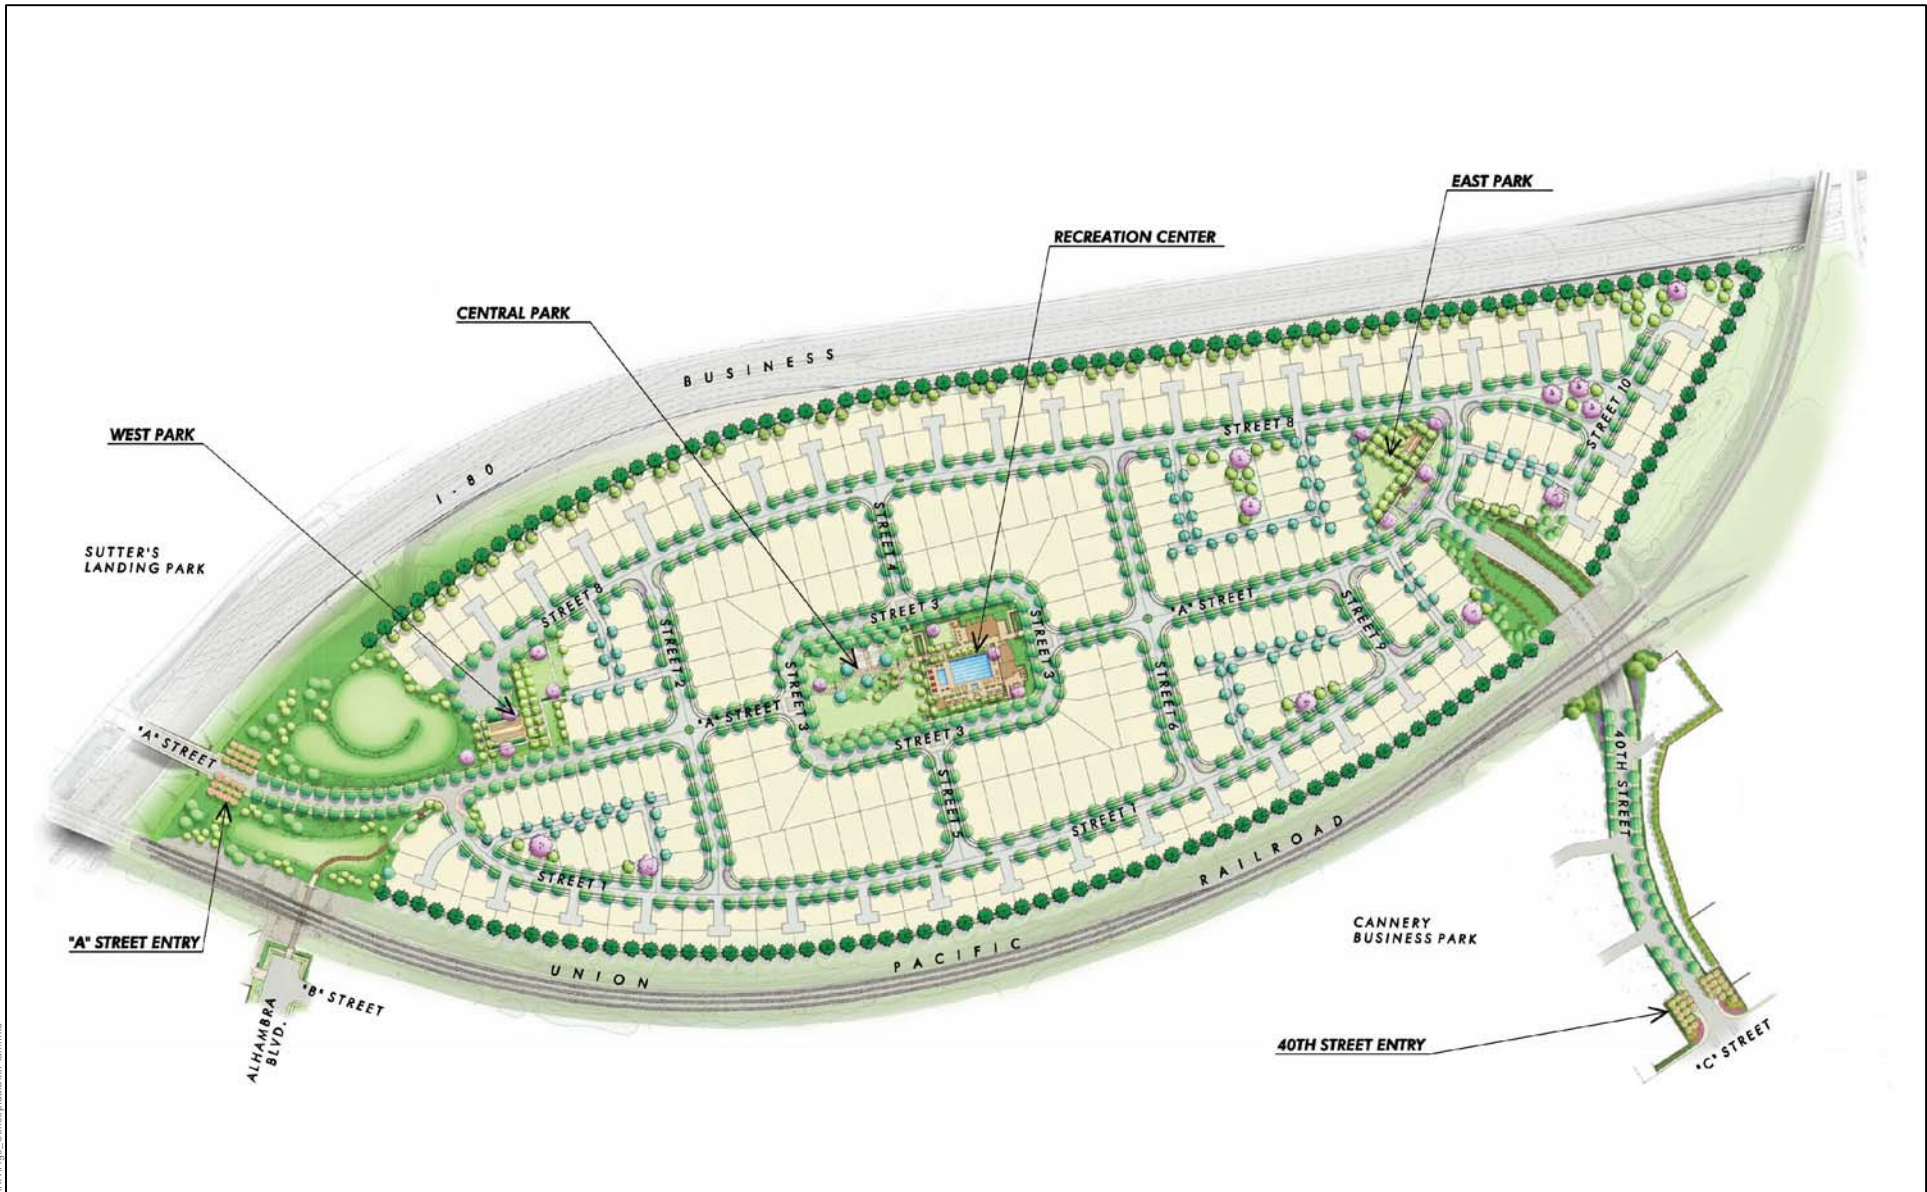 EAST PARK
RECREATION CENTER
CENTRAL PARK
BUSINESS
WEST PARK
I-80
SUTTER'S
LANDING PARK
STREET 10
STREET 8
STREET 4
STREET 8
STREET 3
"A" STREET
STREET 9
STREET 2
STREET 3
STREET 3
STREET 6
"A" STREET
STREET 3
"A" STREET
40TH STREET
STREET 5
STREET 7
STREET 7
RAILROAD
CANNERY
BUSINESS PARK
"A" STREET ENTRY
PACIFIC
UNION
"B" STREET
ALHAMBRA
BLVD.
40TH STREET ENTRY
"C" STREET